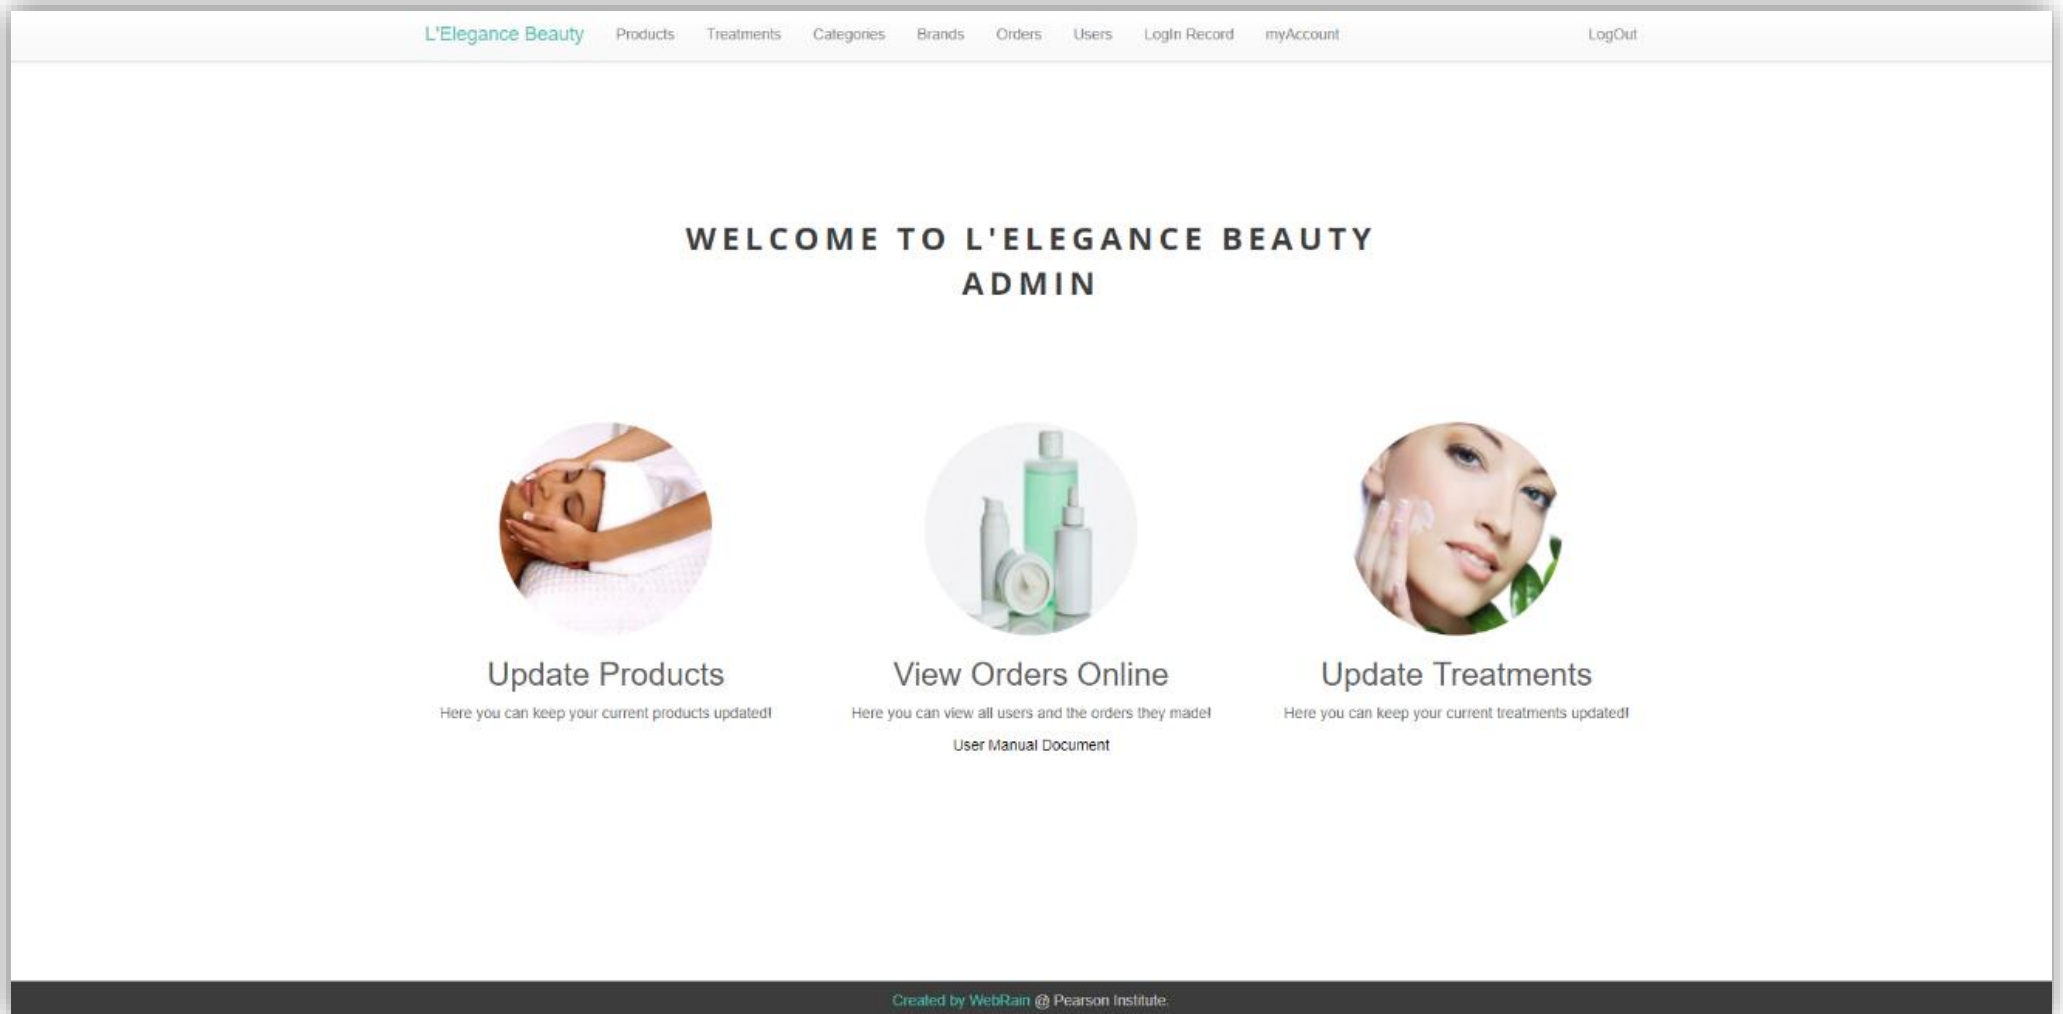 L'Elegance Beauty Products Treatments Categories Brands Orders Users LogIn Record myAccount LogOut
WELCOME TO L'ELEGANCE BEAUTY
ADMIN
Update Products
Here you can keep your current products updated!
View Orders Online
Here you can view all users and the orders they made!
User Manual Document
Update Treatments
Here you can keep your current treatments updated!
Created by WebRain @ Pearson Institute.